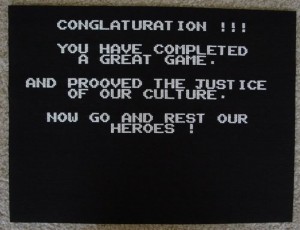 CONGLATURATION !!!
YOU HAVE COMPLETED
A GREAT GAME.
AND PROOVED THE JUSTICE
OF OUR CULTURE.
NOW GO AND REST OUR
HEROES !